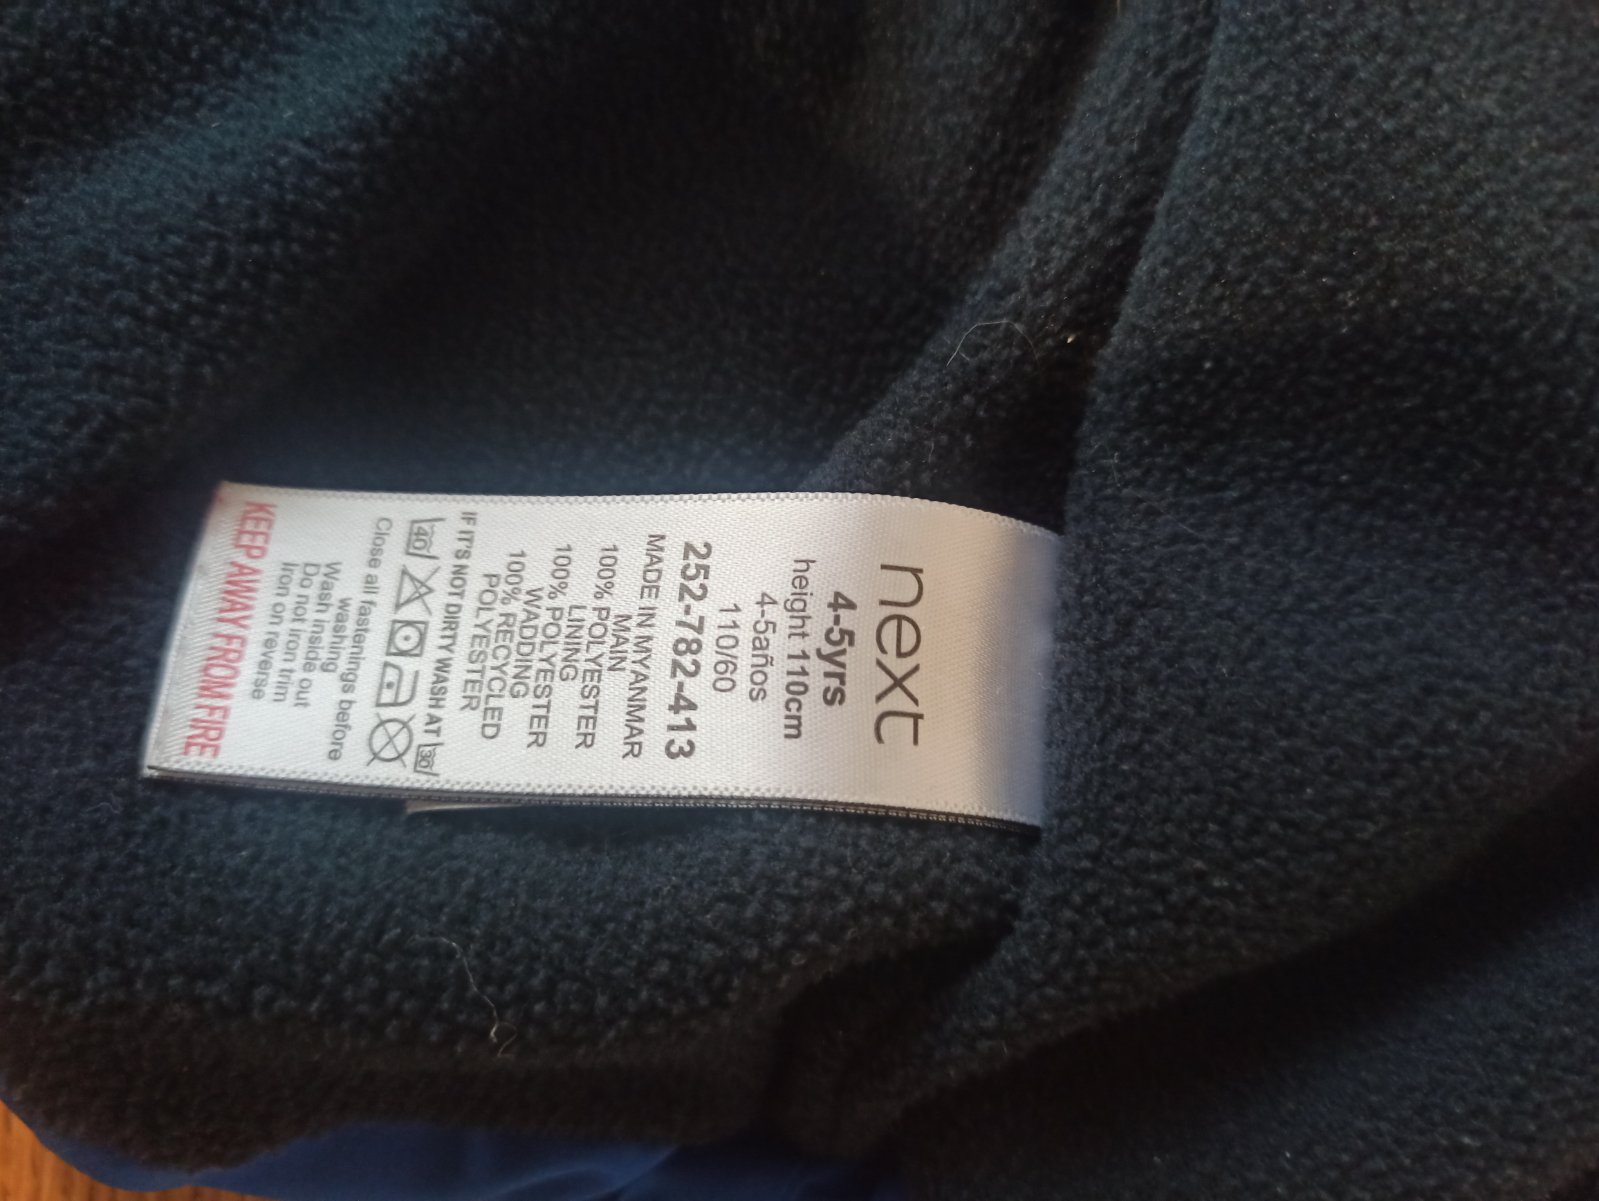 next
4-5yrs
height 110cm
4-5años
110/60
252-782-413
MADE IN MYANMAR
MAIN
100% POLYESTER
LINING
100% POLYESTER
WADDING
100% RECYCLED
POLYESTER
IF IT'S NOT DIRTY WASH AT 30
40
Close all fastenings before
washing
Wash inside out
Do not iron trim
Iron on reverse
KEEP AWAY FROM FIRE